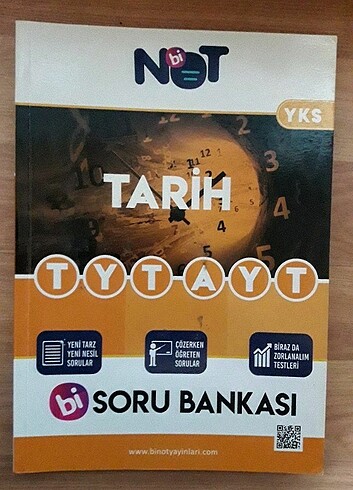 bi
NOT
YKS
TARİH
TYT AYT
YENİ TARZ
YENİ NESİL
SORULAR
ÇÖZERKEN
ÖĞRETEN
SORULAR
BİRAZ DA
ZORLANALIM
TESTLERİ
bi SORU BANKASI
www.binotyayinlari.com